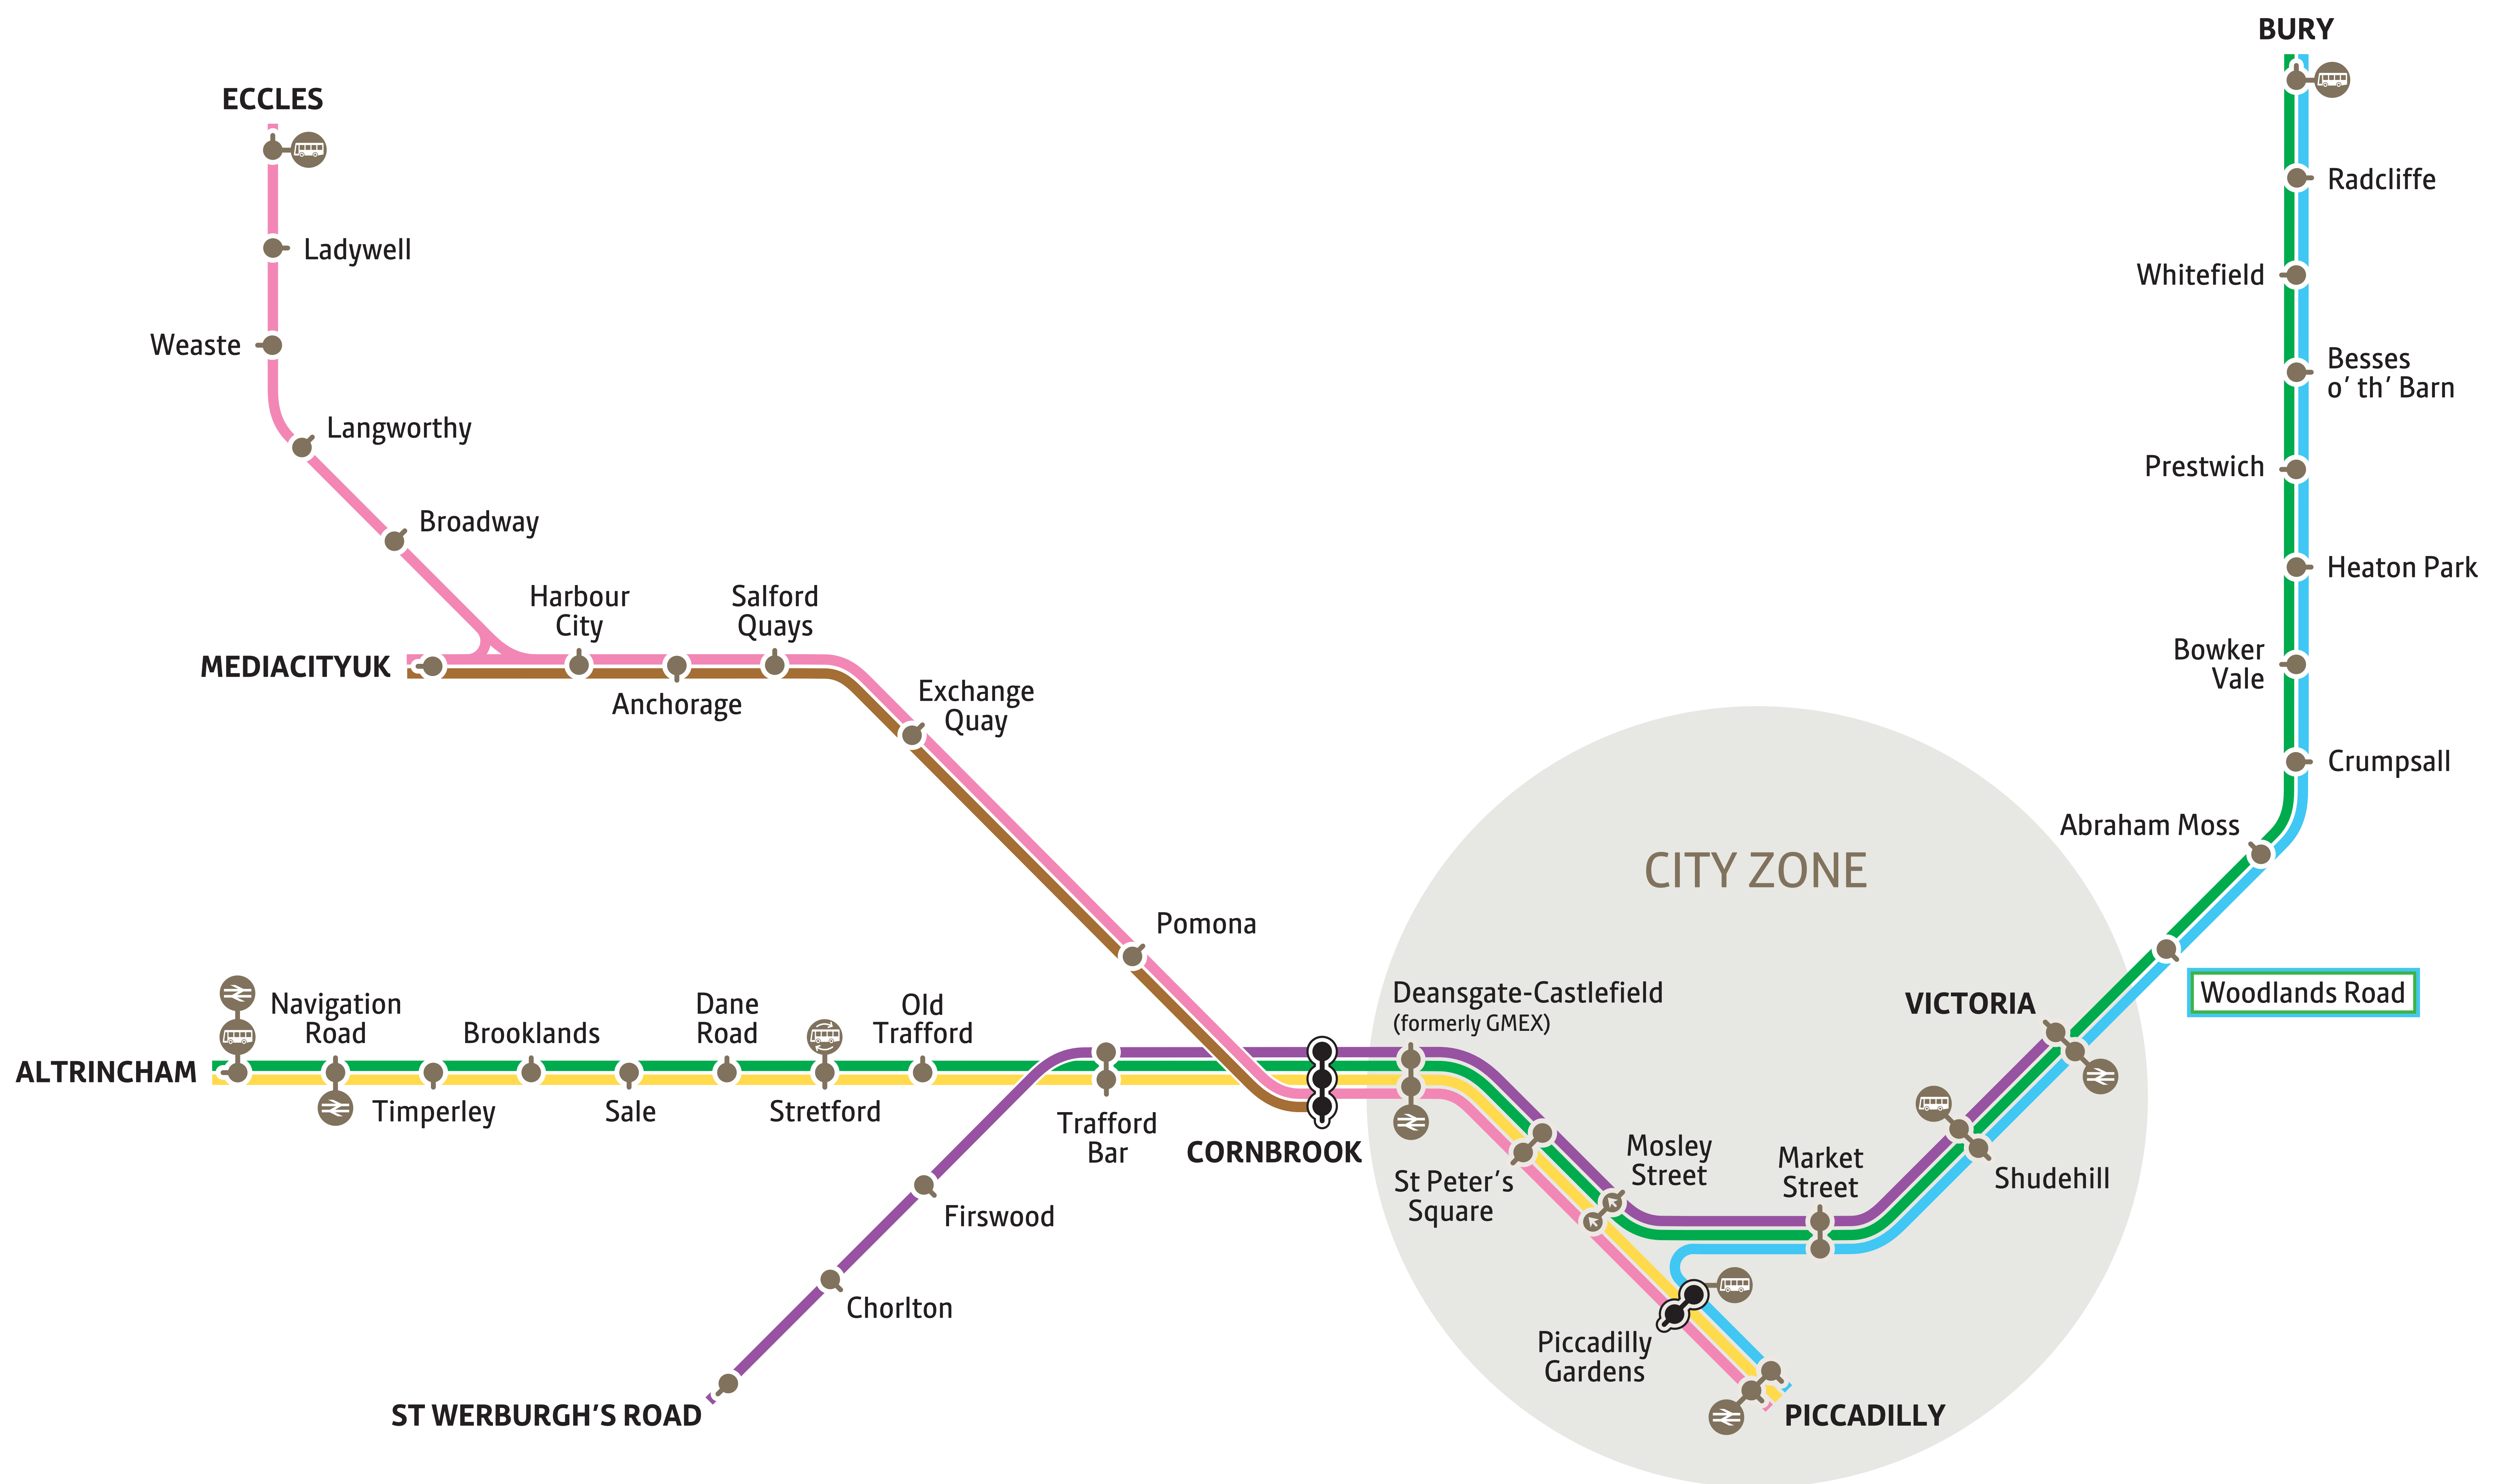 BURY
ECCLES
Radcliffe
Ladywell
Whitefield
Weaste
Besses
o’ th’ Barn
Langworthy
Prestwich
Broadway
Heaton Park
Harbour
City
Salford
Quays
MEDIACITYUK
Anchorage
Exchange
Quay
Bowker
Vale
Crumpsall
Abraham Moss
CITY ZONE
Pomona
Woodlands Road
VICTORIA
Deansgate-Castlefield
(formerly GMEX)
Navigation
Road
Brooklands
Dane
Road
Old
Trafford
ALTRINCHAM
Timperley
Sale
Stretford
Trafford
Bar
CORNBROOK
St Peter’s
Square
Mosley
Street
Market
Street
Shudehill
Firswood
Chorlton
Piccadilly
Gardens
ST WERBURGH’S ROAD
PICCADILLY